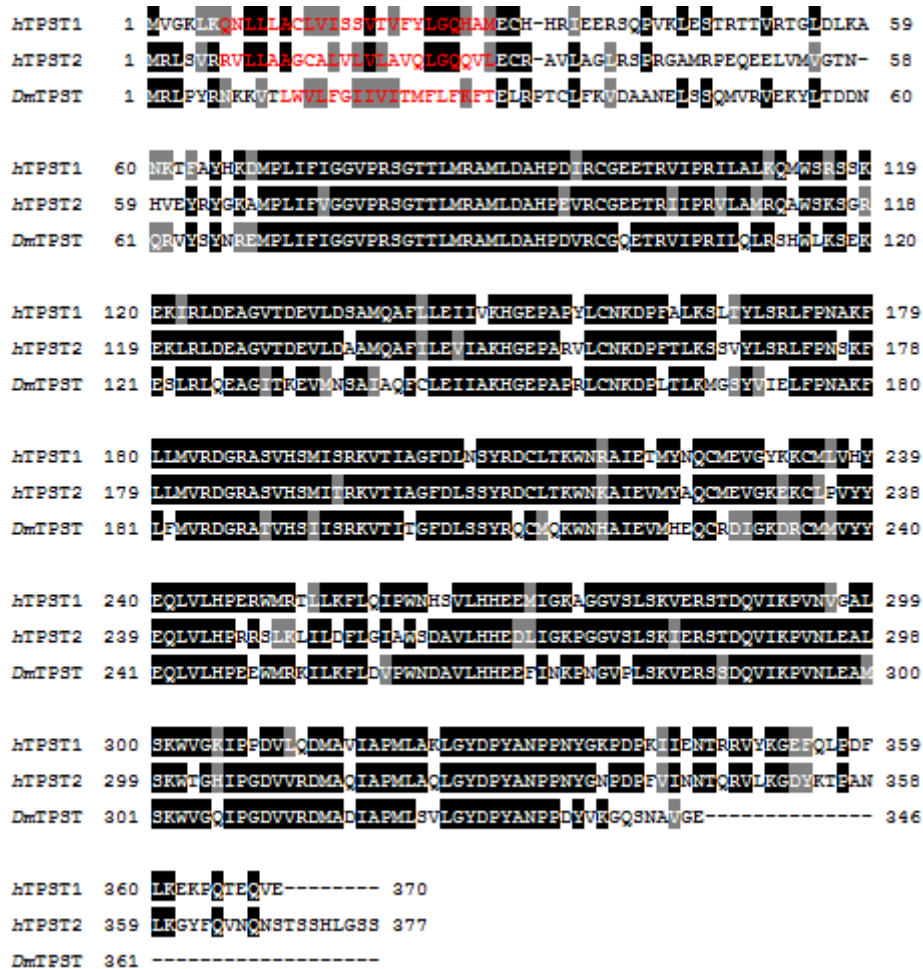 hTPST1 1 MVGKLKQNLLLACLVISSVTVFYLGQHAMECH-HRIEERSQPVKLESTRTTVRTGLDLKA 59
hTPST2 1 MRLSVRRVLLAAGCALVLVLAVQLGQQVLECR-AVLAGLRSPRGAMRPEQEELVMVGTN- 58
DmTPST 1 MRLPYRNKKVTLWVLFGIIVITMFLFKFTELRPTCLFKVDAANELSSQMVRVEKYLTDDN 60
hTPST1 60 NKTFAYHKDMPLIFIGGVPRSGTTLMRAMLDAHPDIRCGEETRVIPRILALKQMWSRSSK 119
hTPST2 59 HVEYRYGKAMPLIFVGGVPRSGTTLMRAMLDAHPEVRCGEETRIIPRVLAMRQAWSKSGR 118
DmTPST 61 QRVYSYNREMPLIFIGGVPRSGTTLMRAMLDAHPDVRCGQETRVIPRILQLRSHWLKSEK 120
hTPST1 120 EKIRLDEAGVTDEVLDSAMQAFLLEIIVKHGEPAPYLCNKDPFALKSLTYLSRLFPNAKF 179
hTPST2 119 EKLRLDEAGVTDEVLDAAMQAFILEVIAKHGEPARVLCNKDPFTLKSSVYLSRLFPNSKF 178
DmTPST 121 ESLRLQEAGITKEVMNSAIAQFCLEIIAKHGEPAPRLCNKDPLTLKMGSYVIELFPNAKF 180
hTPST1 180 LLMVRDGRASVHSMISRKVTIAGFDLNSYRDCLTKWNRAIETMYNQCMEVGYKKCMLVHY 239
hTPST2 179 LLMVRDGRASVHSMITRKVTIAGFDLSSYRDCLTKWNKAIEVMYAQCMEVGKEKCLPVYY 238
DmTPST 181 LFMVRDGRATVHSIISRKVTITGFDLSSYRQCMQKWNHAIEVMHEQCRDIGKDRCMMVYY 240
hTPST1 240 EQLVLHPERWMRTLLKFLQIPWNHSVLHHEEMIGKAGGVSLSKVERSTDQVIKPVNVGAL 299
hTPST2 239 EQLVLHPRRSLKLILDFLGIAWSDAVLHHEDLIGKPGGVSLSKIERSTDQVIKPVNLEAL 298
DmTPST 241 EQLVLHPEEWMRKILKFLDVPWNDAVLHHEEFINKPNGVPLSKVERSSDQVIKPVNLEAM 300
hTPST1 300 SKWVGKIPPDVLQDMAVIAPMLAKLGYDPYANPPNYGKPDPKIIENTRRVYKGEFQLPDF 359
hTPST2 299 SKWTGHIPGDVVRDMAQIAPMLAQLGYDPYANPPNYGNPDPFVINNTQRVLKGDYKTPAN 358
DmTPST 301 SKWVGQIPGDVVRDMADIAPMLSVLGYDPYANPPDYVKGQSNAVGE-------------- 346
hTPST1 360 LKEKPQTEQVE-------- 370
hTPST2 359 LKGYFQVNQNSTSSHLGSS 377
DmTPST 361 -------------------